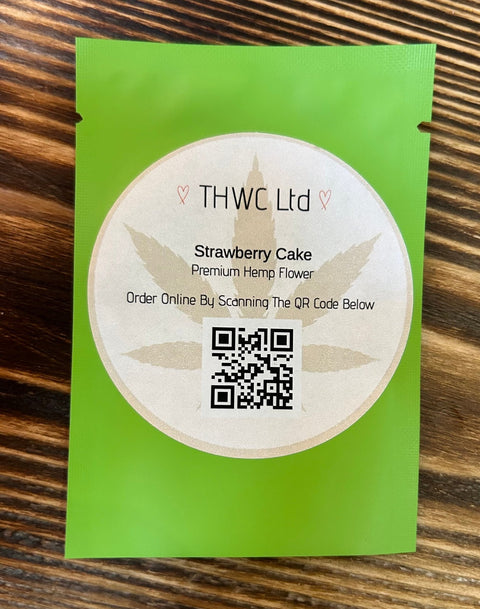 THWC Ltd
Strawberry Cake
Premium Hemp Flower
Order Online By Scanning The QR Code Below